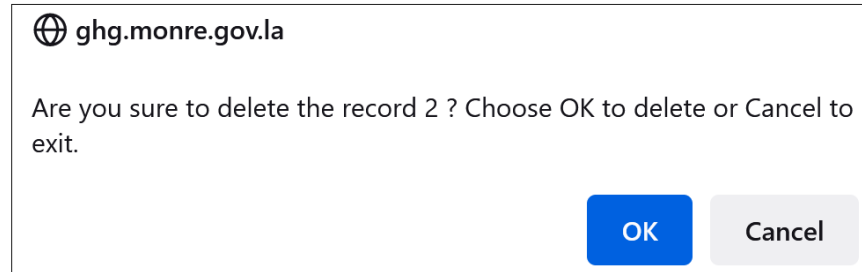 ghg.monre.gov.la
Are you sure to delete the record 2 ? Choose OK to delete or Cancel to
exit.
OK
Cancel